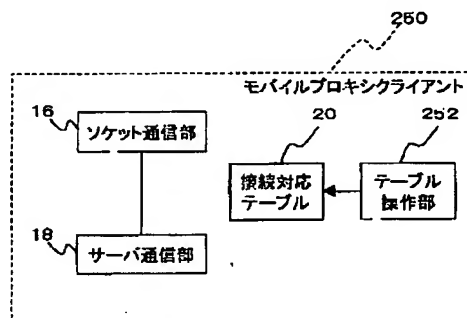 250
モバイルプロキシクライアント
16
ソケット通信部
20
252
接続対応
テーブル
テーブル
操作部
18
サーバ通信部